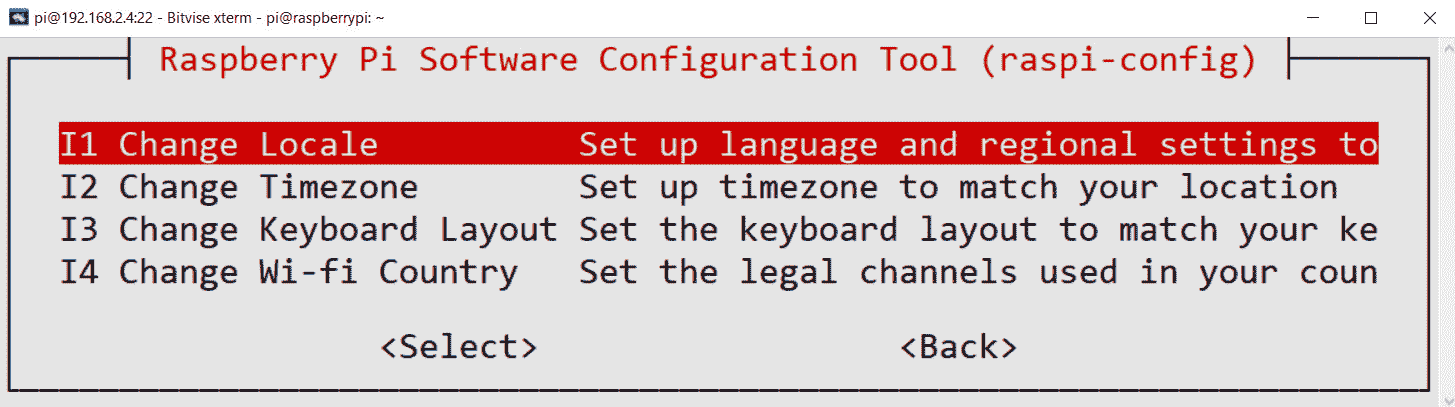 pi@192.168.2.4:22 - Bitvise xterm - pi@raspberrypi: ~
Raspberry Pi Software Configuration Tool (raspi-config)
I1 Change Locale Set up language and regional settings to
I2 Change Timezone Set up timezone to match your location
I3 Change Keyboard Layout Set the keyboard layout to match your ke
I4 Change Wi-fi Country Set the legal channels used in your coun
<Select> <Back>